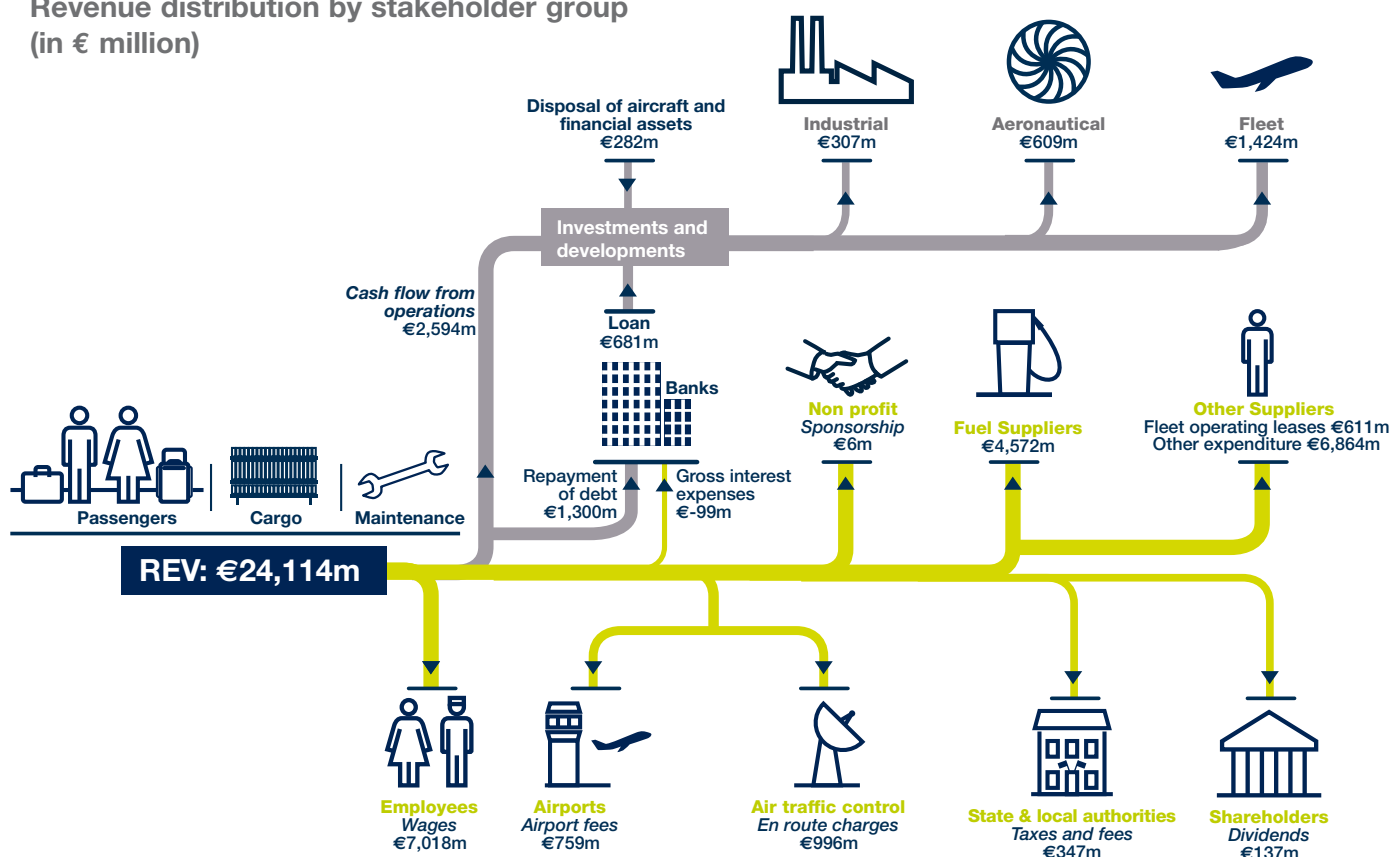 Revenue distribution by stakeholder group
(in € million)
Disposal of aircraft and
financial assets
€282m
Industrial
€307m
Aeronautical
€609m
Fleet
€1,424m
Investments and
developments
Cash flow from
operations
€2,594m
Loan
€681m
Banks
Non profit
Sponsorship
€6m
Fuel Suppliers
€4,572m
Other Suppliers
Fleet operating leases €611m
Other expenditure €6,864m
Repayment
of debt
€1,300m
Gross interest
expenses
€-99m
Passengers
Cargo
Maintenance
REV: €24,114m
Employees
Wages
€7,018m
Airports
Airport fees
€759m
Air traffic control
En route charges
€996m
State & local authorities
Taxes and fees
€347m
Shareholders
Dividends
€137m